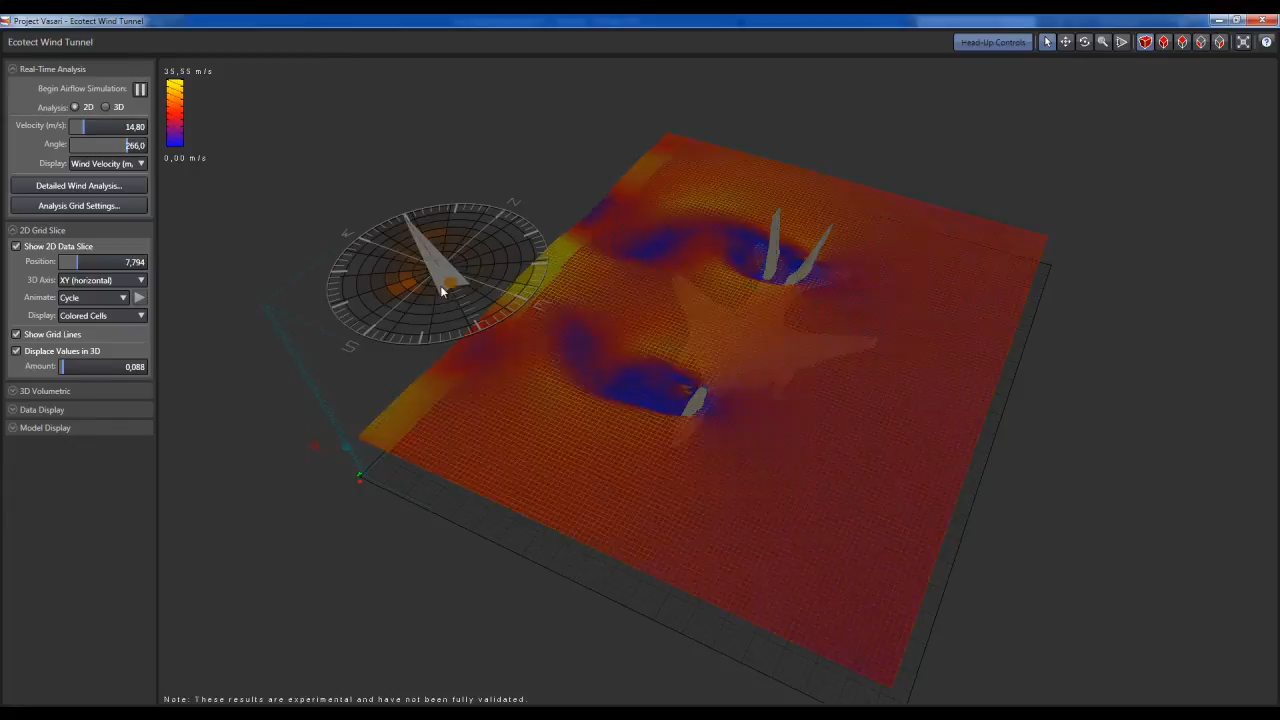 Project Vasari - Ecotect Wind Tunnel
Ecotect Wind Tunnel
Head-Up Controls
Real-Time Analysis
Begin Airflow Simulation:
Analysis: 2D 3D
Velocity (m/s): 14,80
Angle: 266,0
Display: Wind Velocity (m,
Detailed Wind Analysis...
Analysis Grid Settings...
2D Grid Slice
Show 2D Data Slice
Position: 7,794
3D Axis: XY (horizontal)
Animate: Cycle
Display: Colored Cells
Show Grid Lines
Displace Values in 3D
Amount: 0,088
3D Volumetric
Data Display
Model Display
35,55 m/s
0,00 m/s
N
W
E
S
Note: These results are experimental and have not been fully validated.